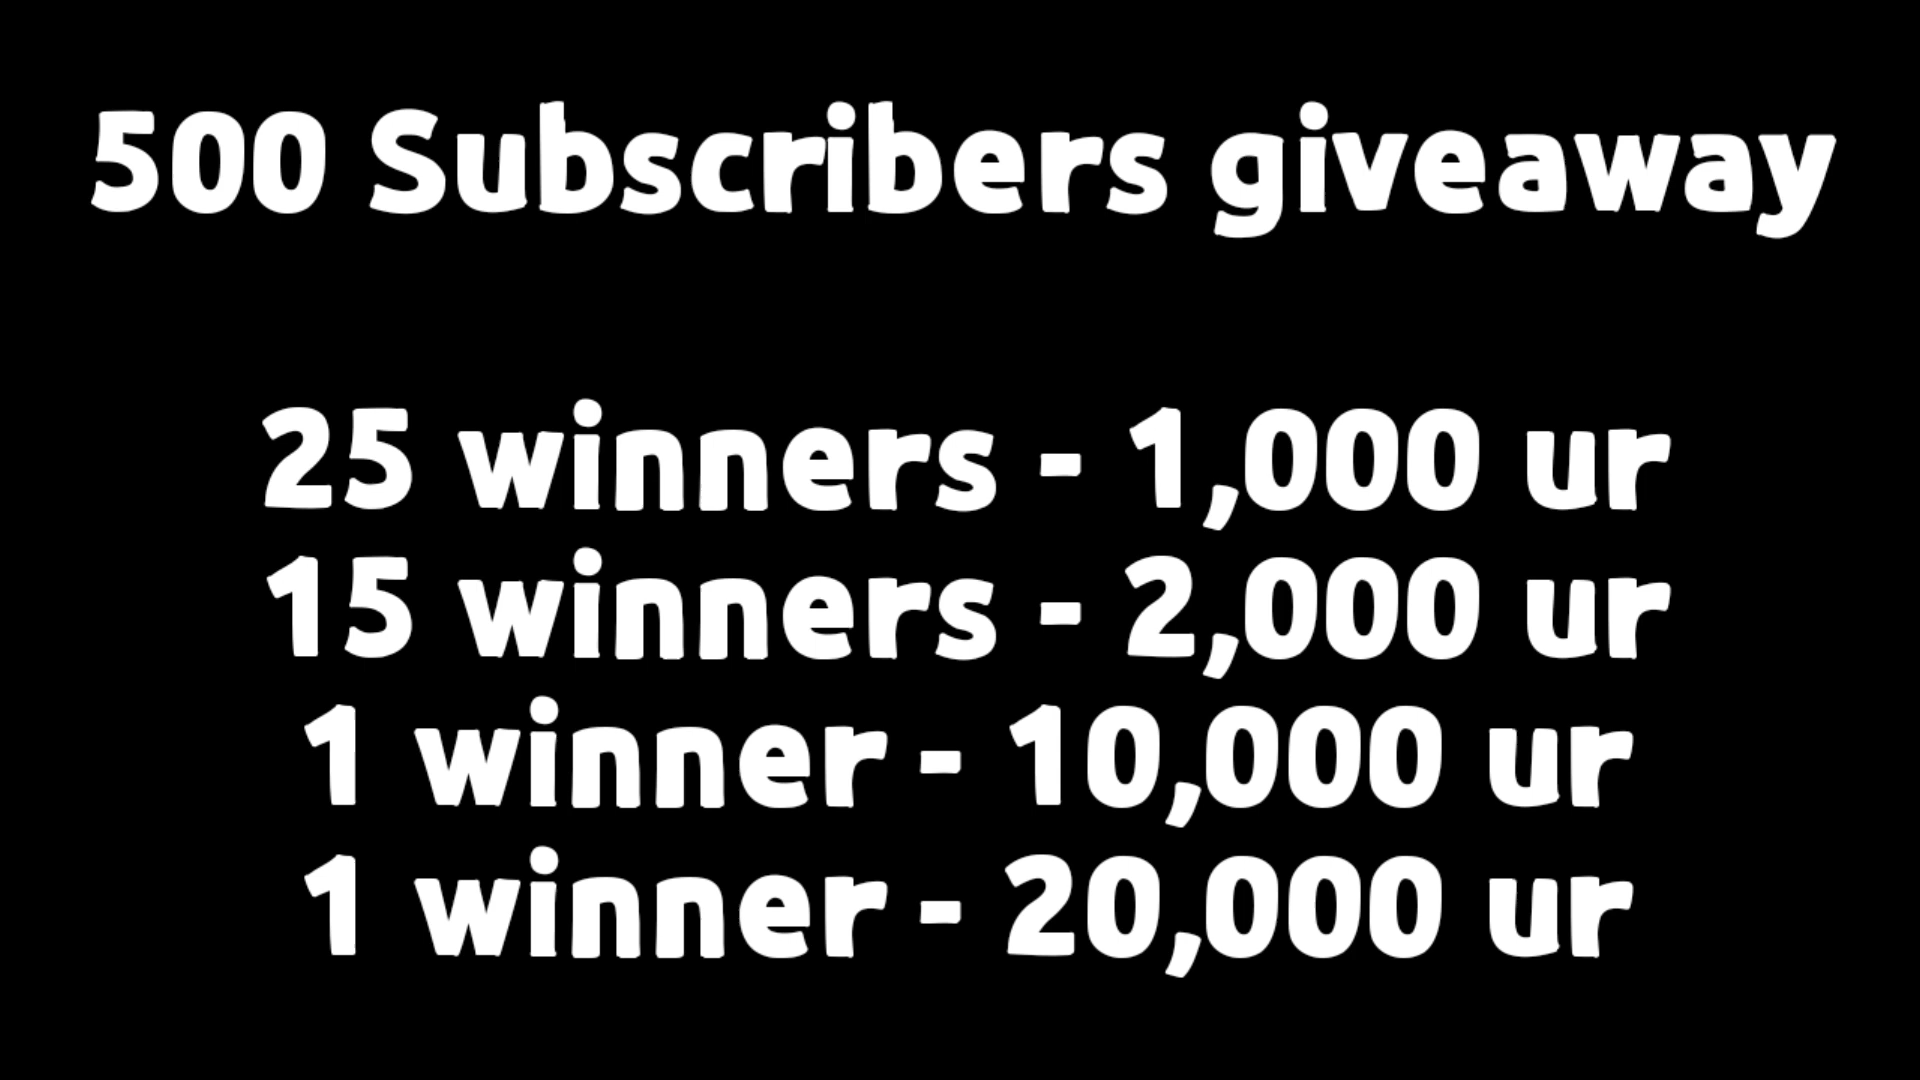 500 Subscribers giveaway
25 winners - 1,000 ur
15 winners - 2,000 ur
1 winner - 10,000 ur
1 winner - 20,000 ur